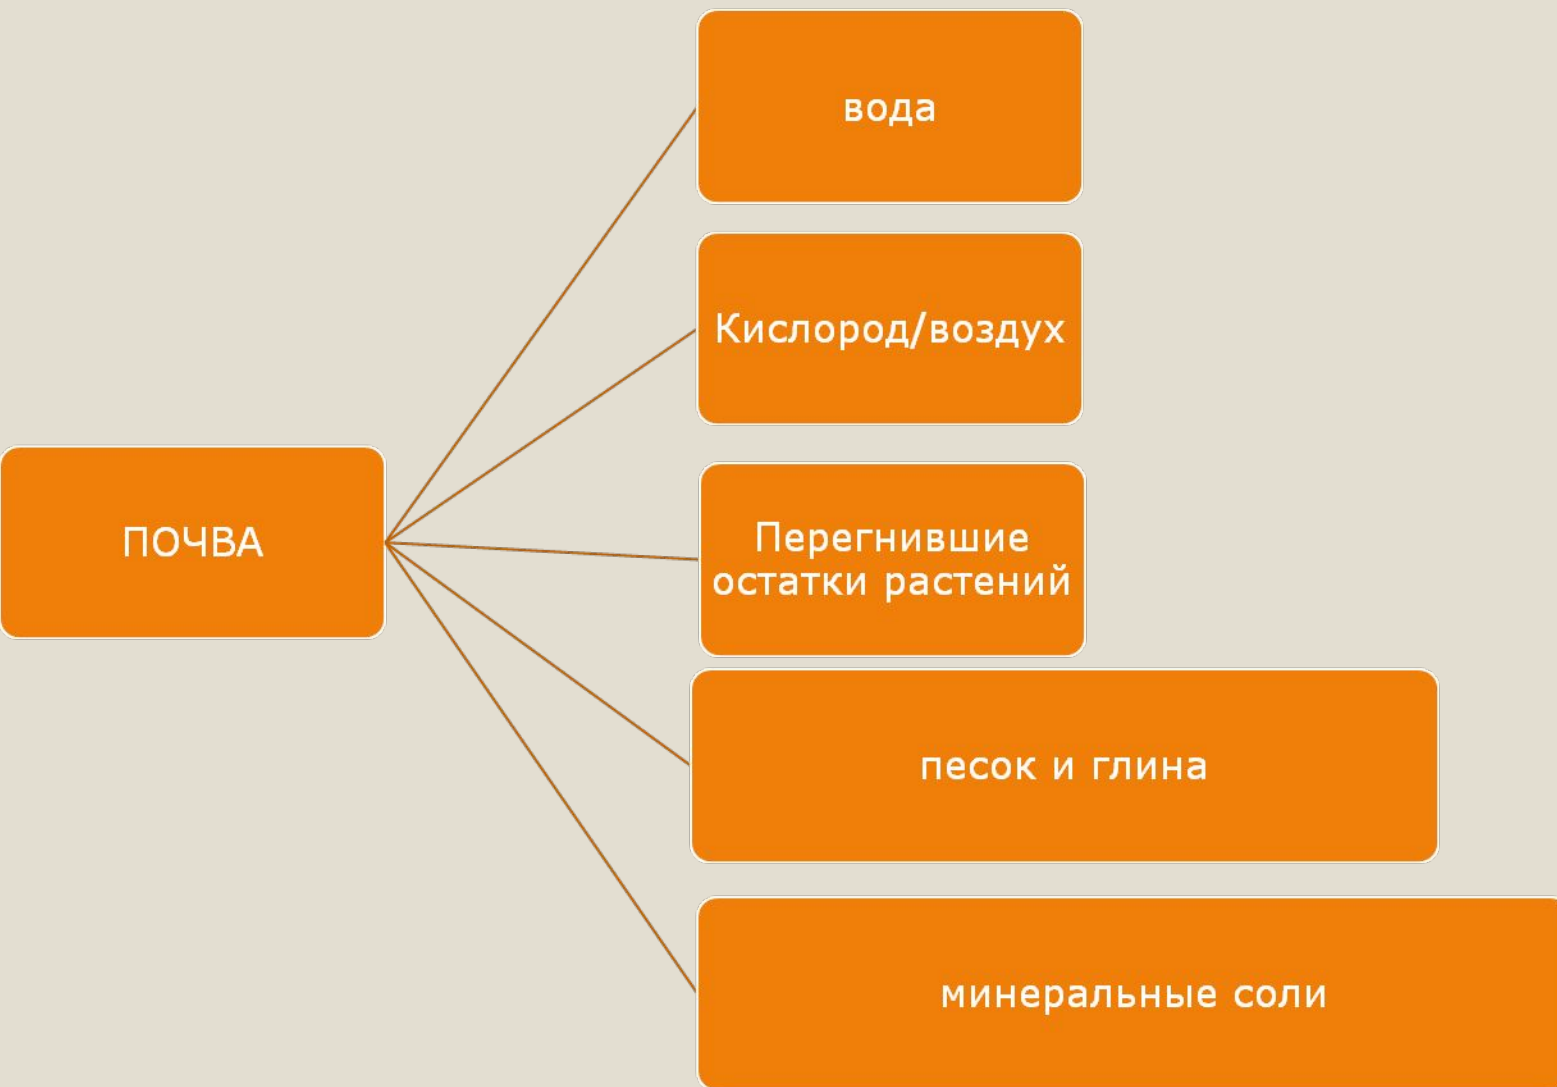 вода
Кислород/воздух
ПОЧВА
Перегнившие
остатки растений
песок и глина
минеральные соли